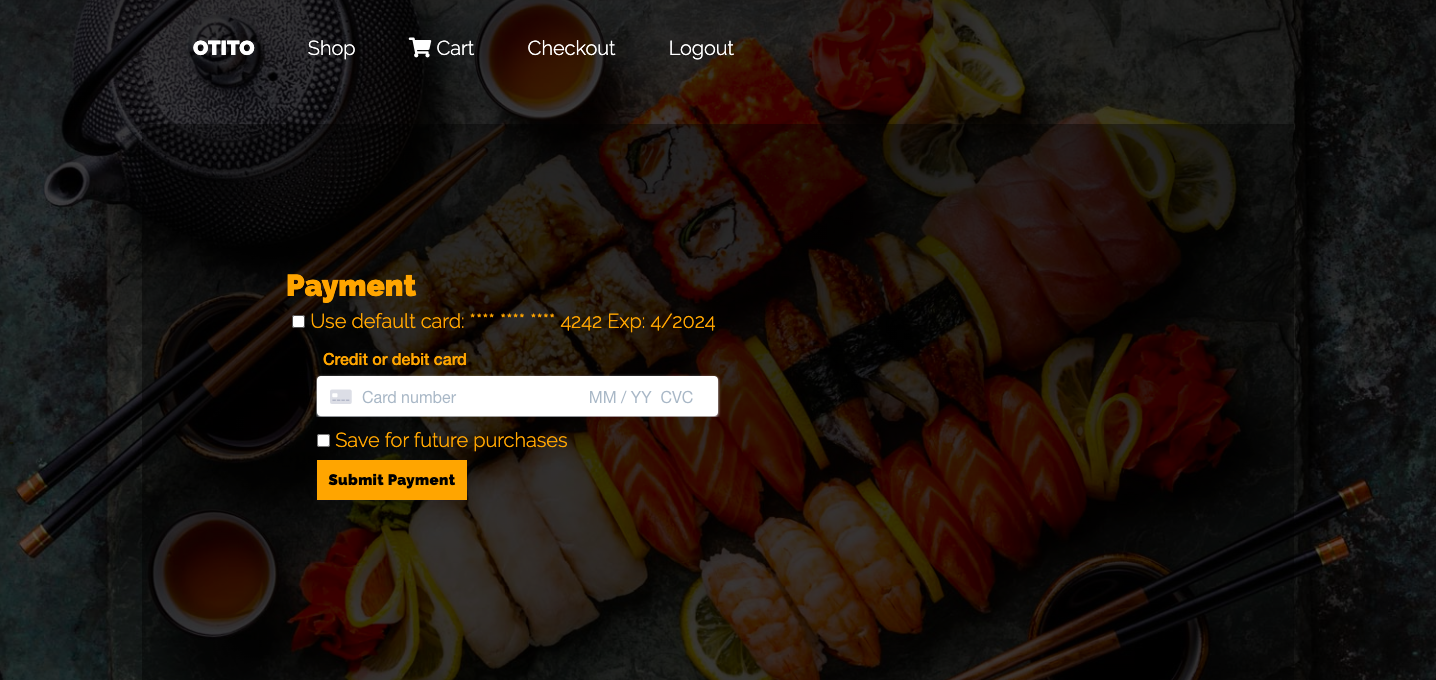 OTITO Shop Cart Checkout Logout
Payment
Use default card: **** **** **** 4242 Exp: 4/2024
Credit or debit card
Card number MM / YY CVC
Save for future purchases
Submit Payment